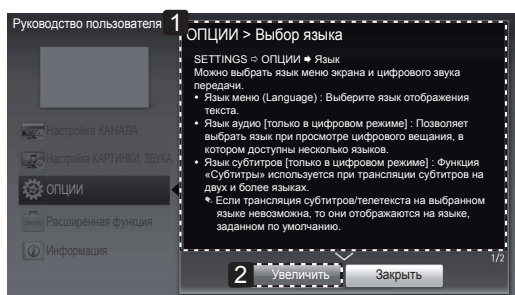 Руководство пользователя
1
ОПЦИИ > Выбор языка
SETTINGS ⇨ ОПЦИИ ➡ Язык
Можно выбрать язык меню экрана и цифрового звука
передачи.
• Язык меню (Language) : Выберите язык отображения
текста.
• Язык аудио [только в цифровом режиме] : Позволяет
выбрать язык при просмотре цифрового вещания, в
котором доступны несколько языков.
• Язык субтитров [только в цифровом режиме] : Функция
«Субтитры» используется при трансляции субтитров на
двух и более языках.
✎ Если трансляция субтитров/телетекста на выбранном
языке невозможна, то они отображаются на языке,
заданном по умолчанию.
Настройка КАНАЛА
Настройка КАРТИНКИ, ЗВУКА
ОПЦИИ
Расширенная функция
Информация
1/2
2
Увеличить
Закрыть